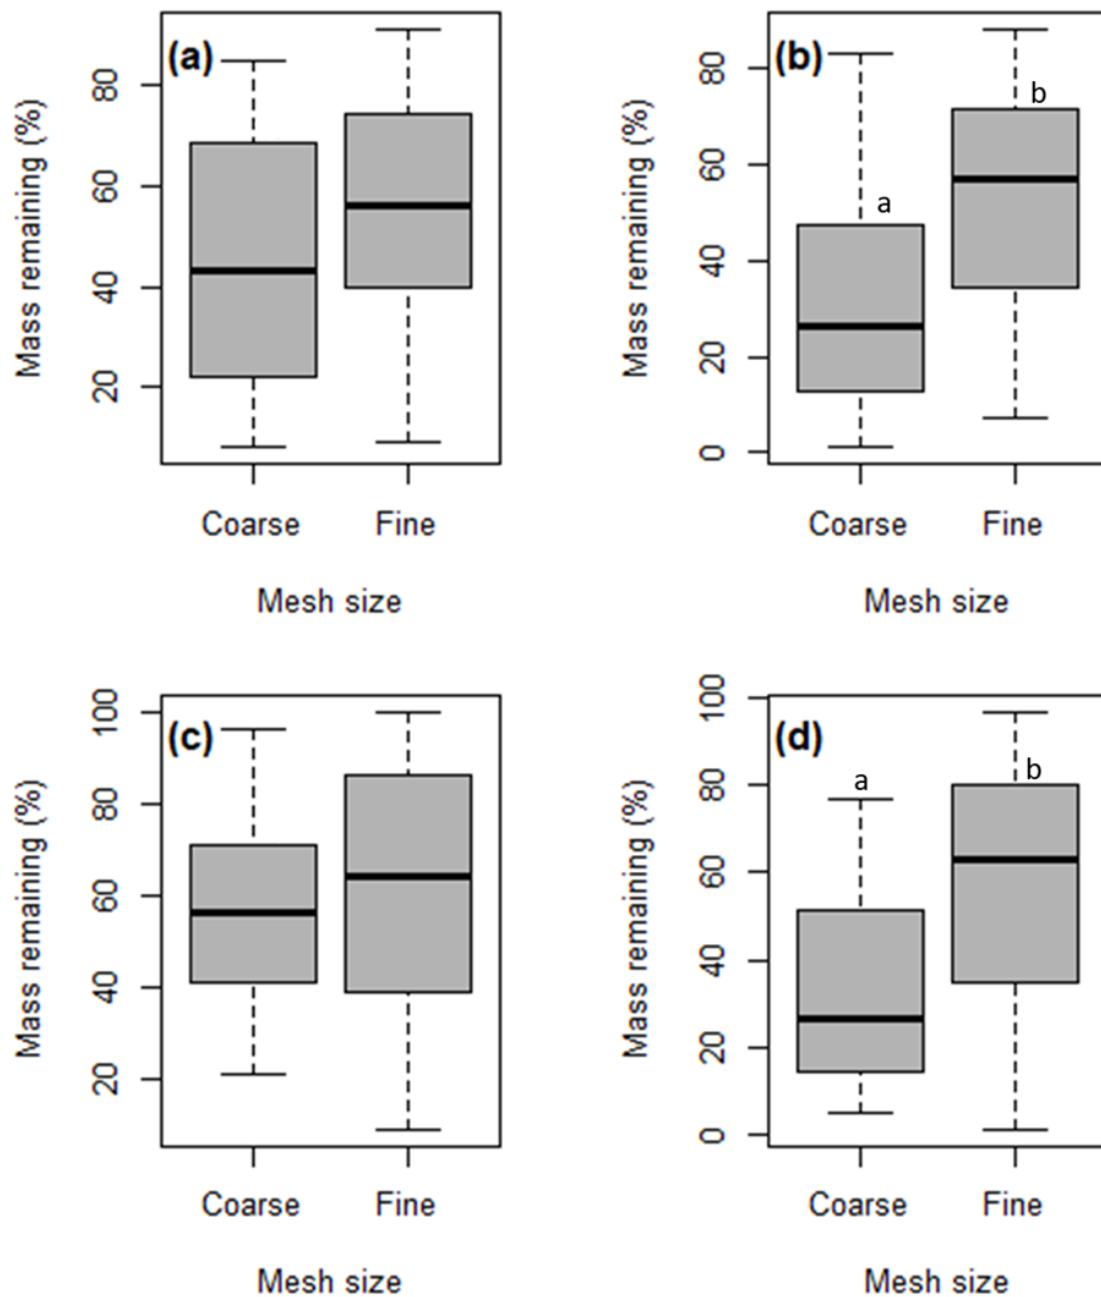 (a)
Mass remaining (%)
80
60
40
20
Coarse Fine
Mesh size
(b)
Mass remaining (%)
80
60
40
20
0
a
b
Coarse Fine
Mesh size
(c)
Mass remaining (%)
100
80
60
40
20
Coarse Fine
Mesh size
(d)
Mass remaining (%)
100
80
60
40
20
0
a
b
Coarse Fine
Mesh size